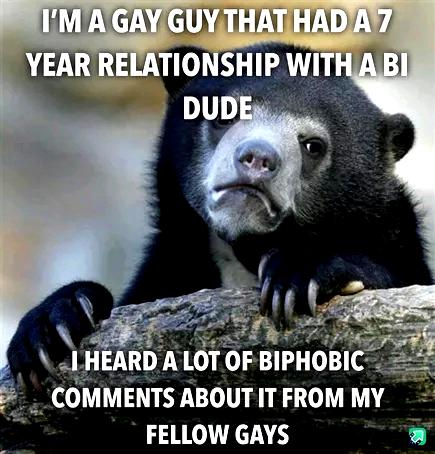 I'M A GAY GUY THAT HAD A 7
YEAR RELATIONSHIP WITH A BI
DUDE
I HEARD A LOT OF BIPHOBIC
COMMENTS ABOUT IT FROM MY
FELLOW GAYS